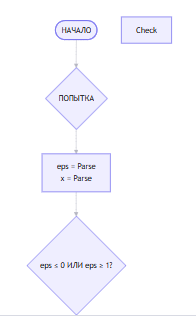 НАЧАЛО
Check
ПОПЫТКА
eps = Parse
x = Parse
eps ≤ 0 ИЛИ eps ≥ 1?